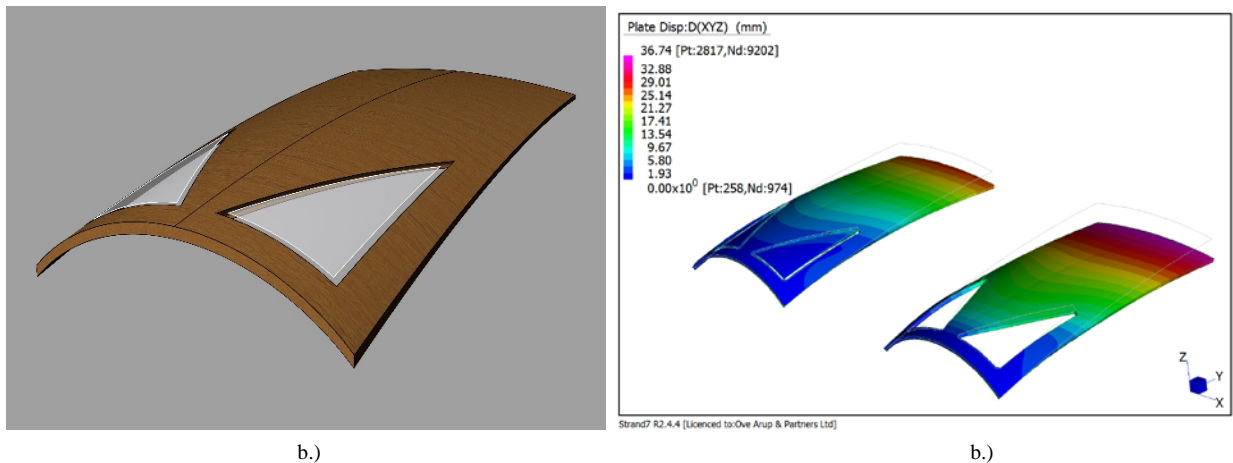 Plate Disp:D(XYZ) (mm)
36.74 [Pt:2817,Nd:9202]
32.88
29.01
25.14
21.27
17.41
13.54
9.67
5.80
1.93
0.00x10⁰ [Pt:258,Nd:974]
Z
Y
X
Strand7 R2.4.4 [Licenced to:Ove Arup & Partners Ltd]
b.)
b.)